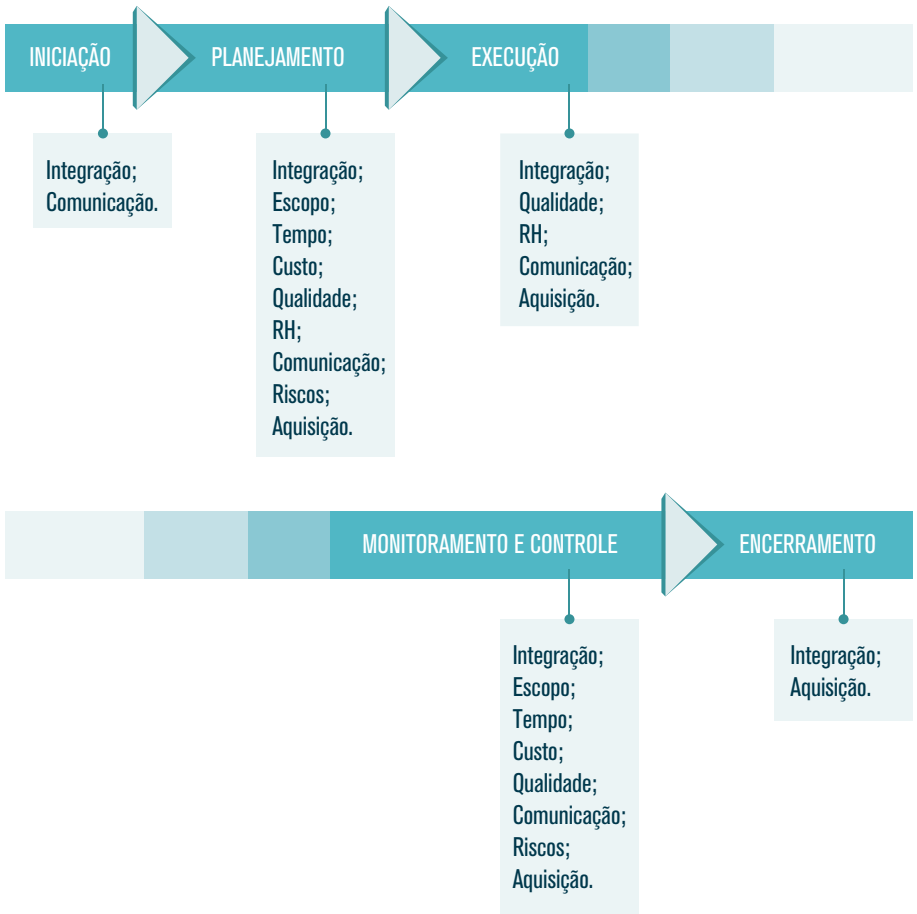 INICIAÇÃO
PLANEJAMENTO
EXECUÇÃO
Integração;
Comunicação.
Integração;
Escopo;
Tempo;
Custo;
Qualidade;
RH;
Comunicação;
Riscos;
Aquisição.
Integração;
Qualidade;
RH;
Comunicação;
Aquisição.
MONITORAMENTO E CONTROLE
ENCERRAMENTO
Integração;
Escopo;
Tempo;
Custo;
Qualidade;
Comunicação;
Riscos;
Aquisição.
Integração;
Aquisição.